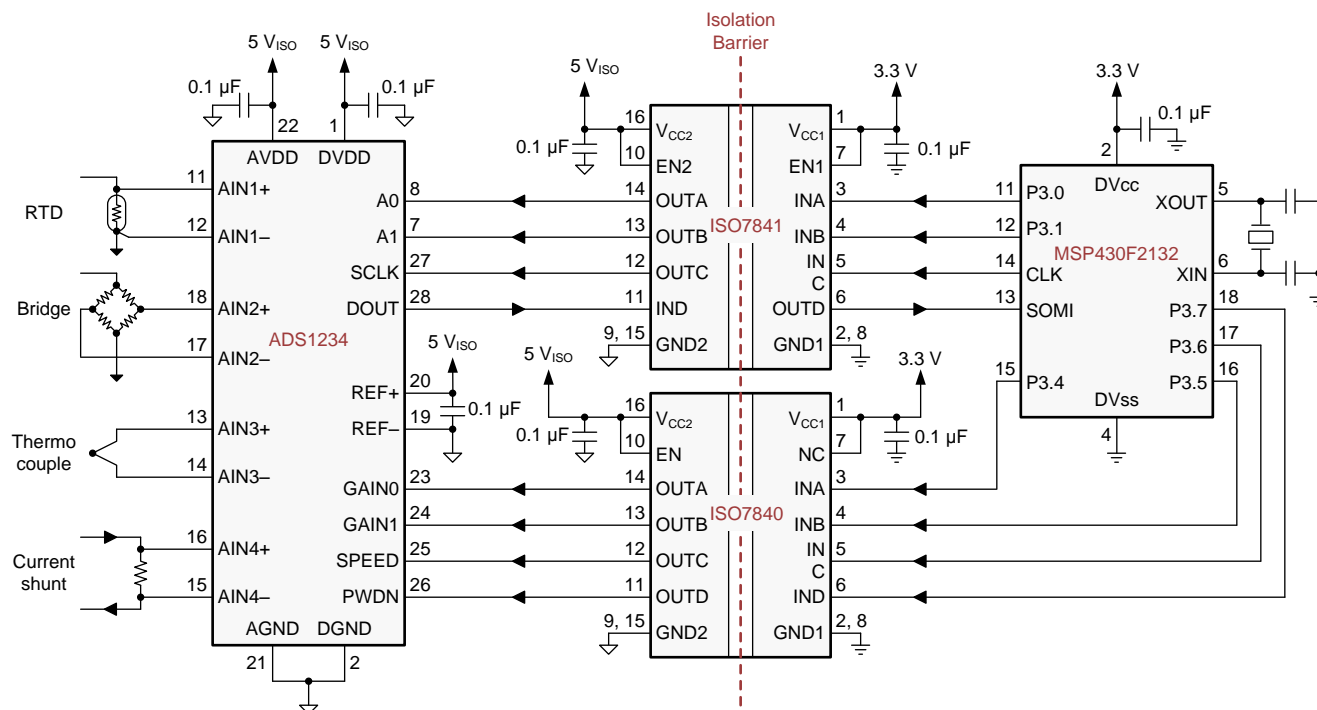 Isolation
Barrier
5 VISO
5 VISO
0.1 µF
0.1 µF
22
1
AVDD
DVDD
RTD
11
AIN1+
12
AIN1–
Bridge
18
AIN2+
17
AIN2–
Thermo
couple
13
AIN3+
14
AIN3–
Current
shunt
16
AIN4+
15
AIN4–
ADS1234
A0
8
A1
7
SCLK
27
DOUT
28
5 VISO
REF+
20
0.1 µF
REF–
19
GAIN0
23
GAIN1
24
SPEED
25
PWDN
26
AGND
DGND
21
2
5 VISO
0.1 µF
16
VCC2
10
EN2
14
OUTA
13
OUTB
12
OUTC
11
IND
9, 15
GND2
ISO7841
3.3 V
0.1 µF
VCC1
1
EN1
7
INA
3
INB
4
IN
C
5
OUTD
6
GND1
2, 8
5 VISO
0.1 µF
16
VCC2
10
EN
14
OUTA
13
OUTB
12
OUTC
11
OUTD
9, 15
GND2
ISO7840
3.3 V
0.1 µF
VCC1
1
NC
7
INA
3
INB
4
IN
C
5
IND
6
GND1
2, 8
3.3 V
0.1 µF
2
DVcc
11
P3.0
12
P3.1
14
CLK
13
SOMI
15
P3.4
MSP430F2132
XOUT
5
XIN
6
P3.7
18
P3.6
17
P3.5
16
DVss
4